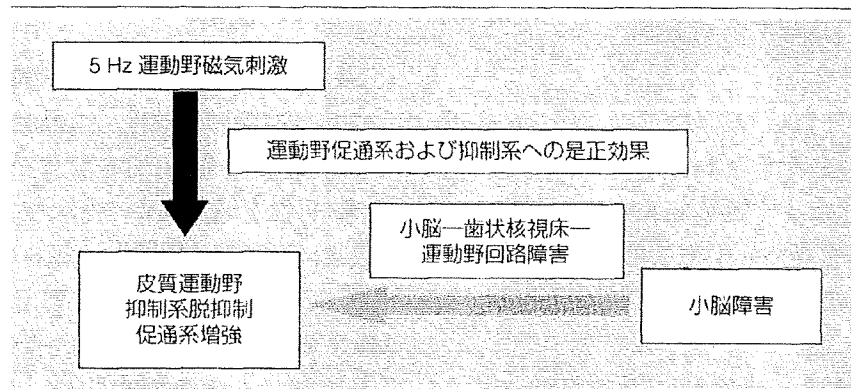 5 Hz 運動野磁気刺激
運動野促通系および抑制系への是正効果
小脳―歯状核視床―
運動野回路障害
皮質運動野
抑制系脱抑制
促通系増強
小脳障害